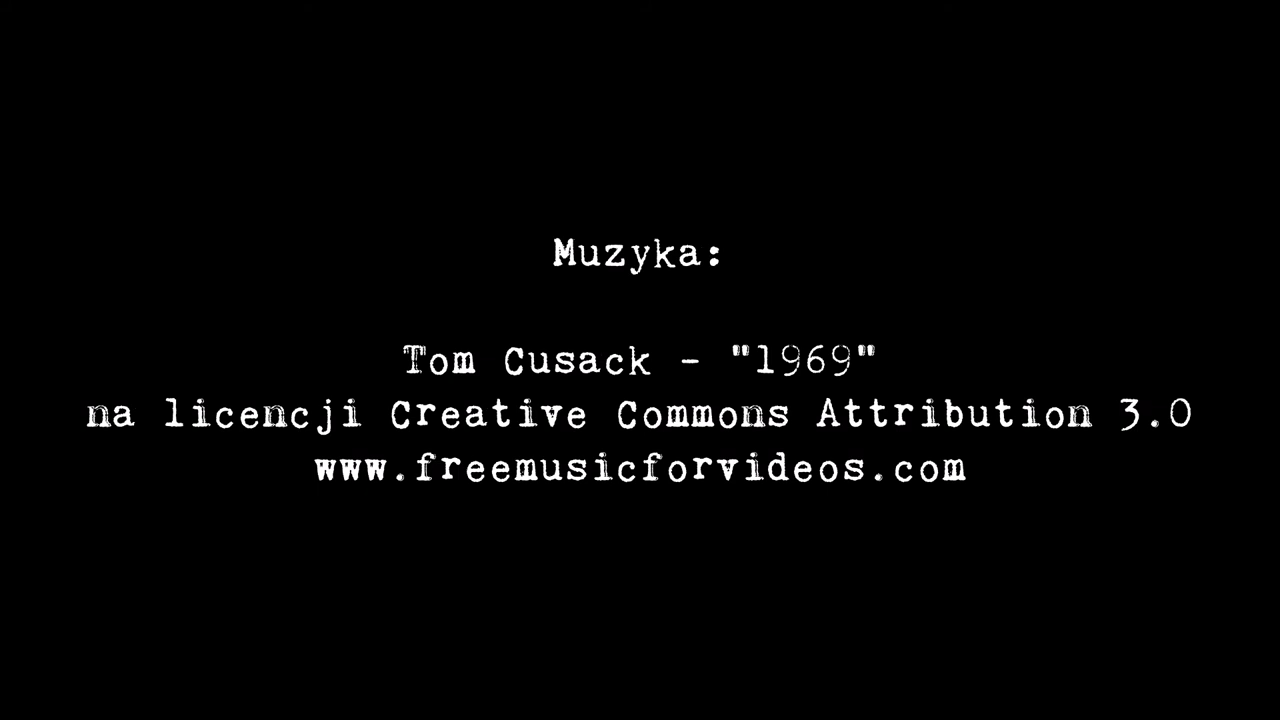 Muzyka:
Tom Cusack - "1969"
na licencji Creative Commons Attribution 3.0
www.freemusicforvideos.com